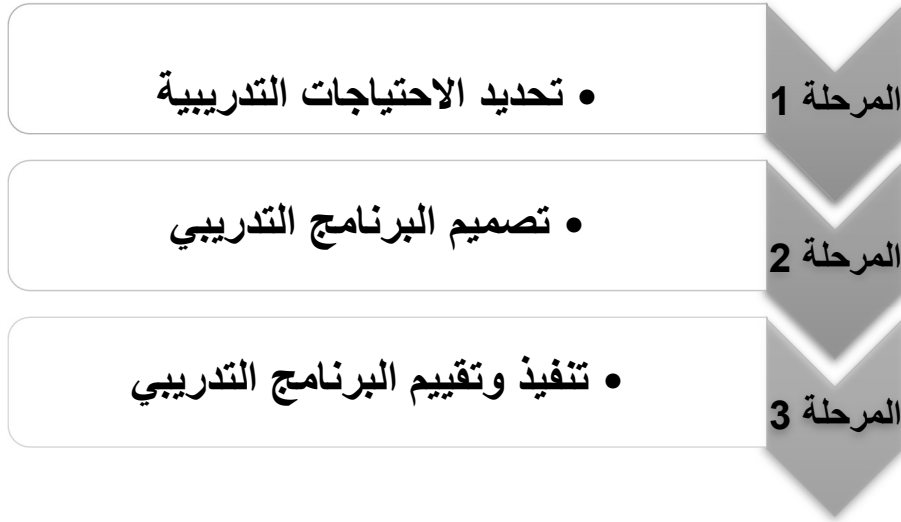 المرحلة 1
• تحديد الاحتياجات التدريبية
المرحلة 2
• تصميم البرنامج التدريبي
المرحلة 3
• تنفيذ وتقييم البرنامج التدريبي